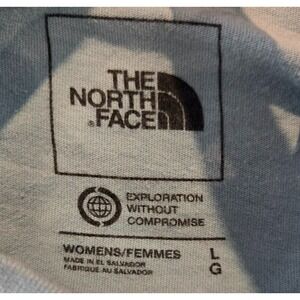 THE
NORTH
FACE
EXPLORATION
WITHOUT
COMPROMISE
WOMENS/FEMMES L
MADE IN EL SALVADOR G
FABRIQUÉ AU SALVADOR